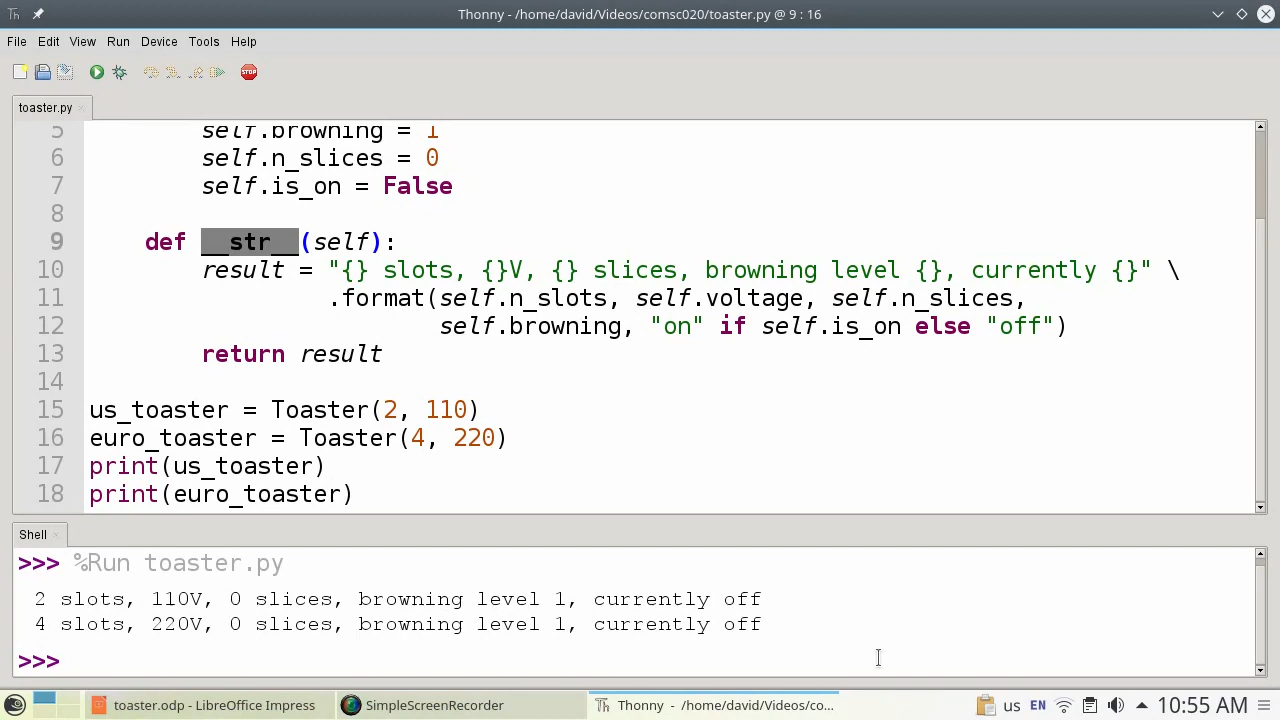 Thonny - /home/david/Videos/comsc020/toaster.py @ 9 : 16
File Edit View Run Device Tools Help
STOP
toaster.py
5 self.browning = 1
6 self.n_slices = 0
7 self.is_on = False
8
9 def __str__(self):
10 result = "{} slots, {}V, {} slices, browning level {}, currently {}" \
11 .format(self.n_slots, self.voltage, self.n_slices,
12 self.browning, "on" if self.is_on else "off")
13 return result
14
15 us_toaster = Toaster(2, 110)
16 euro_toaster = Toaster(4, 220)
17 print(us_toaster)
18 print(euro_toaster)
Shell
>>> %Run toaster.py
2 slots, 110V, 0 slices, browning level 1, currently off
4 slots, 220V, 0 slices, browning level 1, currently off
>>>
toaster.odp - LibreOffice Impress SimpleScreenRecorder Th Thonny - /home/david/Videos/co... us EN 10:55 AM